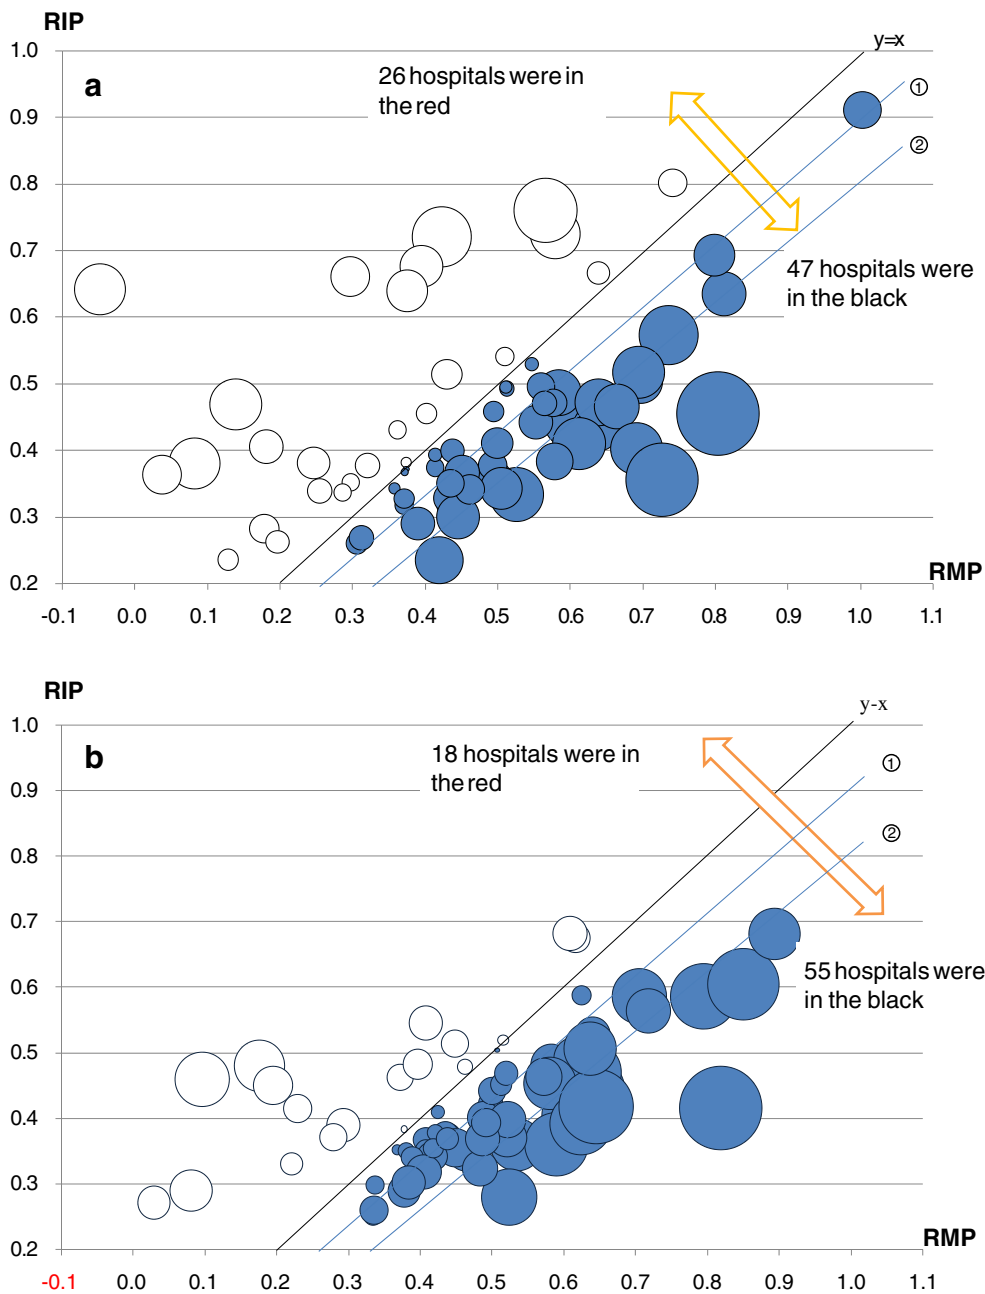 RIP
1.0
y=x
a
26 hospitals were in
the red
①
0.9
②
0.8
0.7
47 hospitals were
in the black
0.6
0.5
0.4
0.3
0.2
RMP
-0.1 0.0 0.1 0.2 0.3 0.4 0.5 0.6 0.7 0.8 0.9 1.0 1.1
RIP
y-x
1.0
b
18 hospitals were in
the red
①
0.9
②
0.8
0.7
55 hospitals were
in the black
0.6
0.5
0.4
0.3
0.2
RMP
-0.1 0.0 0.1 0.2 0.3 0.4 0.5 0.6 0.7 0.8 0.9 1.0 1.1